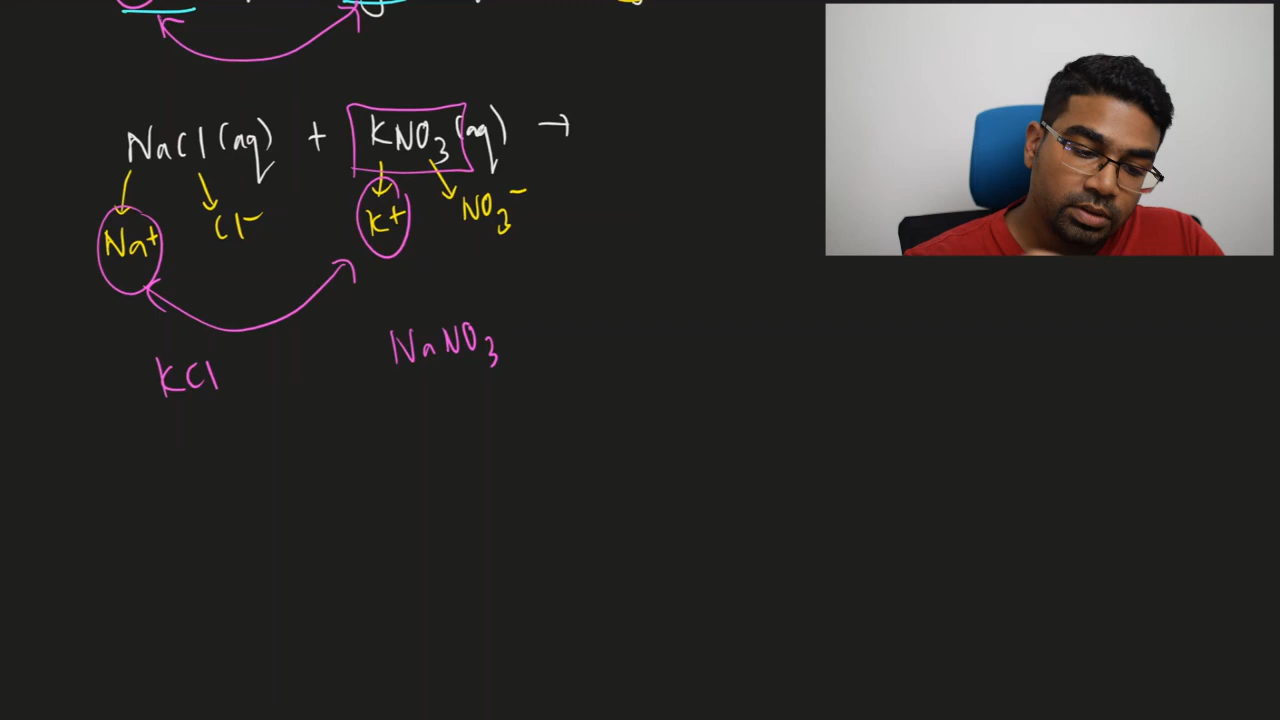 NaCl(aq) + KNO3(aq) →
Na+ Cl- K+ NO3-
KCl NaNO3